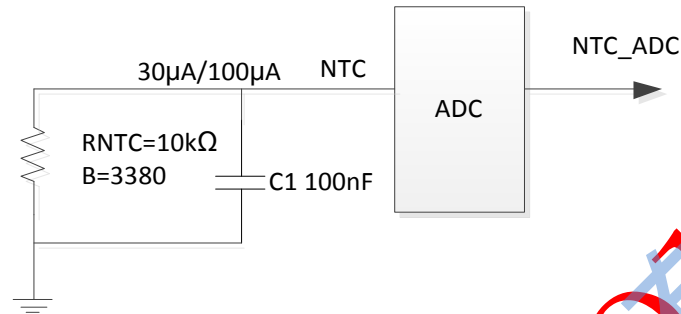 30μA/100μA NTC
NTC_ADC
ADC
RNTC=10kΩ
B=3380
C1 100nF